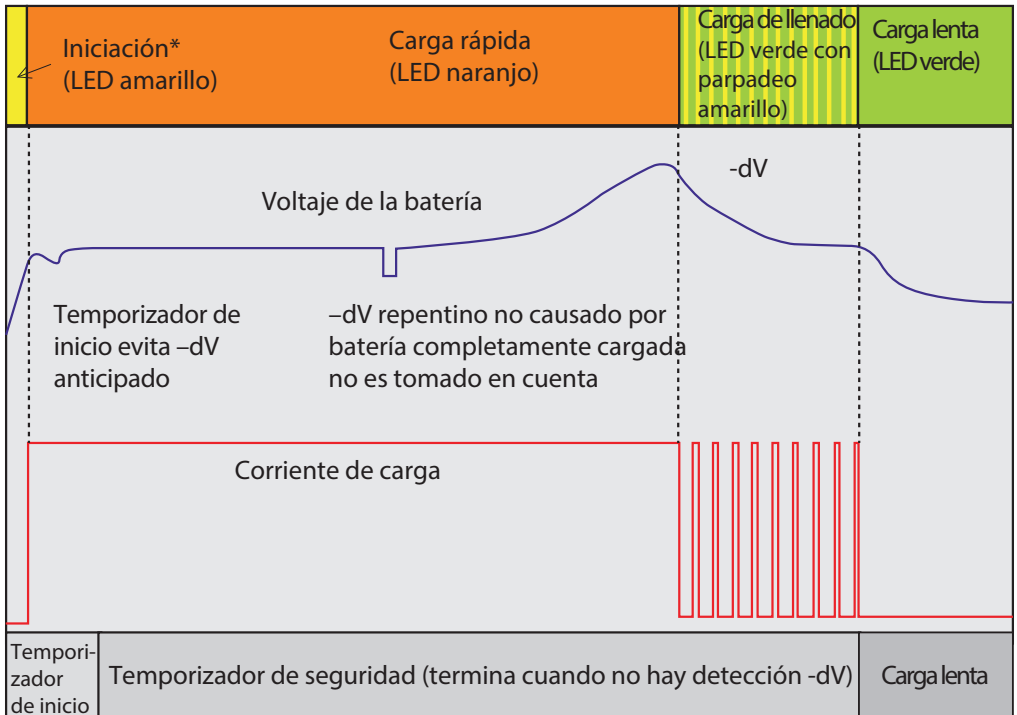 Iniciación*
(LED amarillo)
Carga rápida
(LED naranjo)
Carga de llenado
(LED verde con
parpadeo
amarillo)
Carga lenta
(LED verde)
-dV
Voltaje de la batería
Temporizador de
inicio evita –dV
anticipado
–dV repentino no causado por
batería completamente cargada
no es tomado en cuenta
Corriente de carga
Tempori-
zador
de inicio
Temporizador de seguridad (termina cuando no hay detección -dV)
Carga lenta